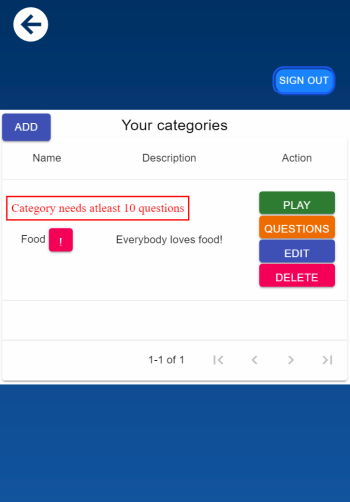 SIGN OUT
ADD
Your categories
Name Description Action
Category needs atleast 10 questions
Food ! Everybody loves food!
PLAY
QUESTIONS
EDIT
DELETE
1-1 of 1